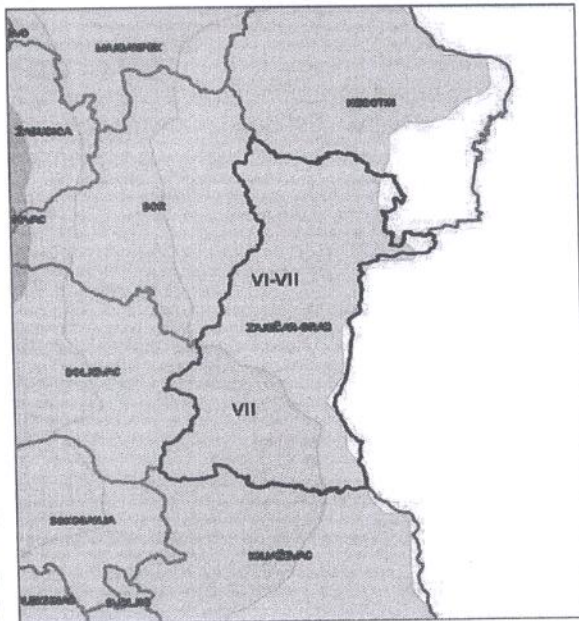 MAJDANPEK
NEGOTIN
ŽAGUBICA
BOR
VI-VII
ZAJEČAR-GRAD
BOLJEVAC
VII
SOKOBANJA
KNJAŽEVAC